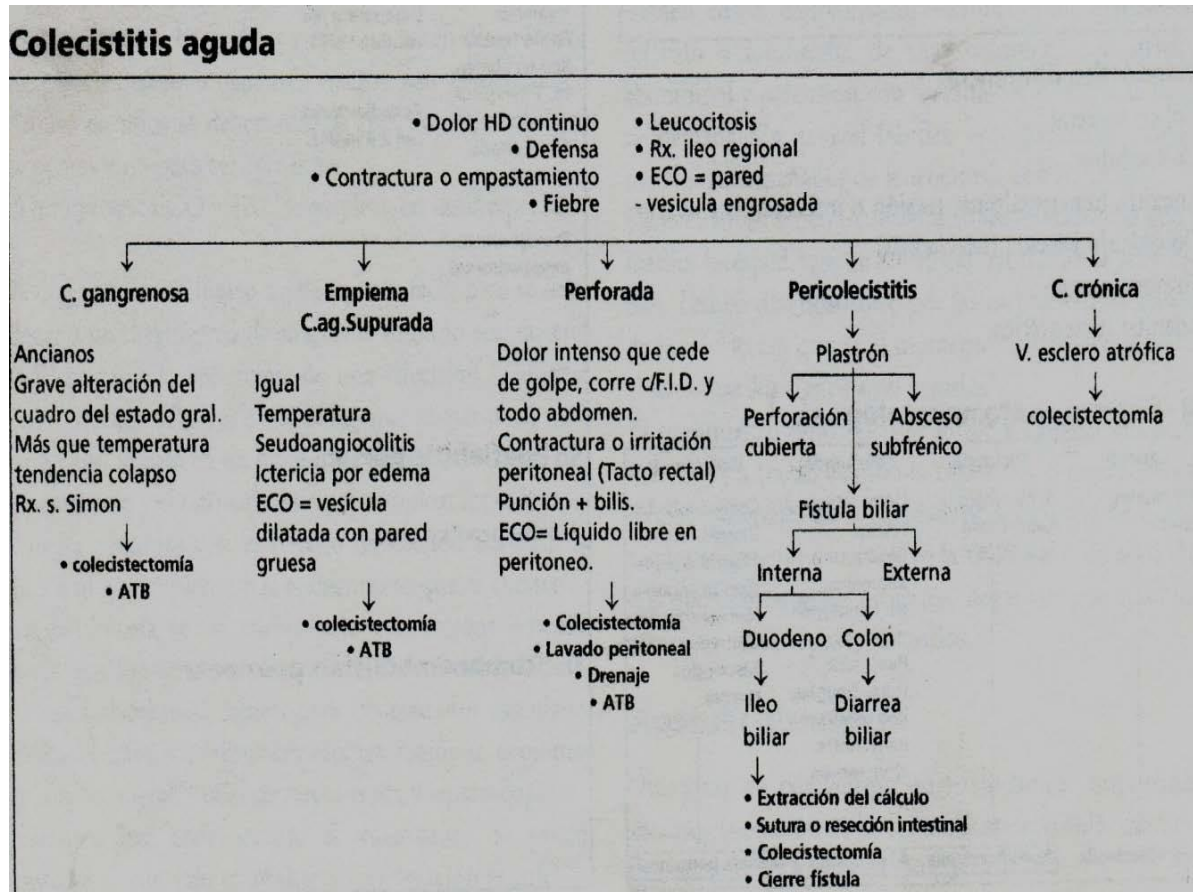 Colecistitis aguda
• Dolor HD continuo
• Defensa
• Contractura o empastamiento
• Fiebre
• Leucocitosis
• Rx. ileo regional
• ECO = pared
- vesicula engrosada
C. gangrenosa
Ancianos
Grave alteración del
cuadro del estado gral.
Más que temperatura
tendencia colapso
Rx. s. Simon
• colecistectomía
• ATB
Empiema
C.ag.Supurada
Igual
Temperatura
Seudoangiocolitis
Ictericia por edema
ECO = vesícula
dilatada con pared
gruesa
• colecistectomía
• ATB
Perforada
Dolor intenso que cede
de golpe, corre c/F.I.D. y
todo abdomen.
Contractura o irritación
peritoneal (Tacto rectal)
Punción + bilis.
ECO= Líquido libre en
peritoneo.
• Colecistectomía
• Lavado peritoneal
• Drenaje
• ATB
Pericolecistitis
Plastrón
Perforación
cubierta
Absceso
subfrénico
Fístula biliar
Interna
Externa
Duodeno
Colon
Ileo
biliar
Diarrea
biliar
• Extracción del cálculo
• Sutura o resección intestinal
• Colecistectomía
• Cierre fístula
C. crónica
V. esclero atrófica
colecistectomía